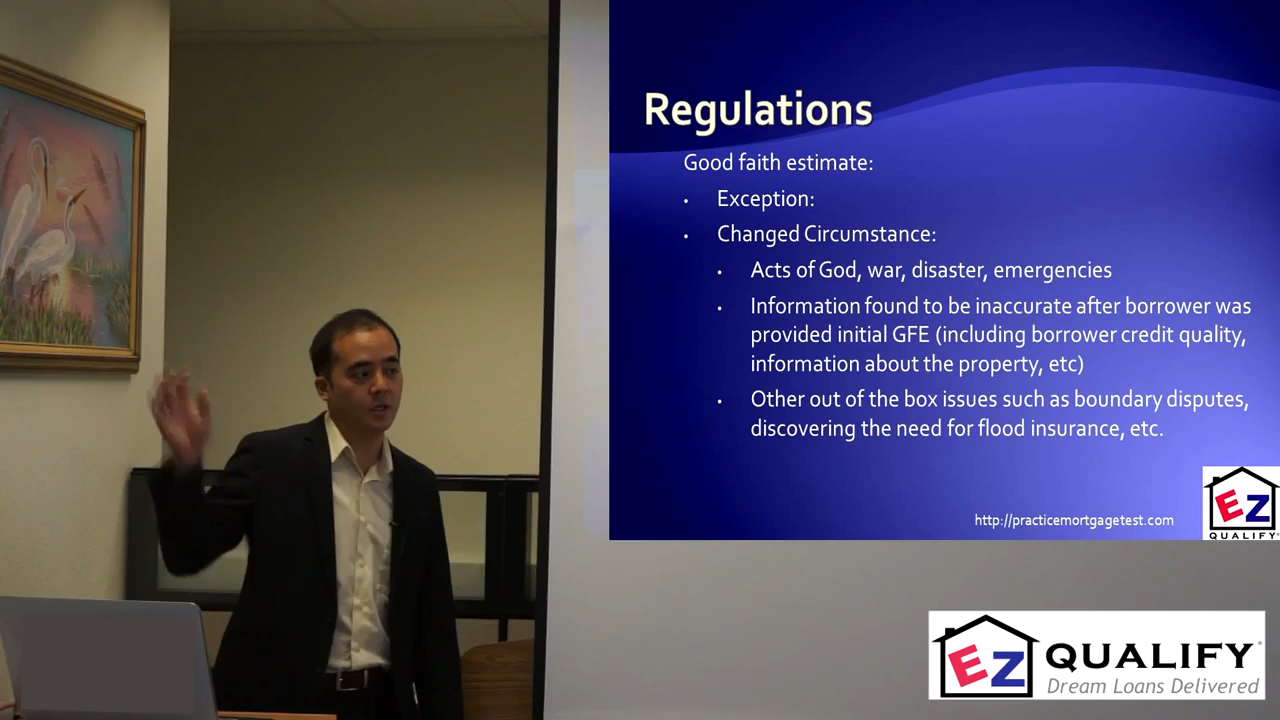 Regulations
Good faith estimate:
• Exception:
• Changed Circumstance:
• Acts of God, war, disaster, emergencies
• Information found to be inaccurate after borrower was
provided initial GFE (including borrower credit quality,
information about the property, etc)
• Other out of the box issues such as boundary disputes,
discovering the need for flood insurance, etc.
http://practicemortgagetest.com
EZ
QUALIFY
EZ QUALIFY
Dream Loans Delivered